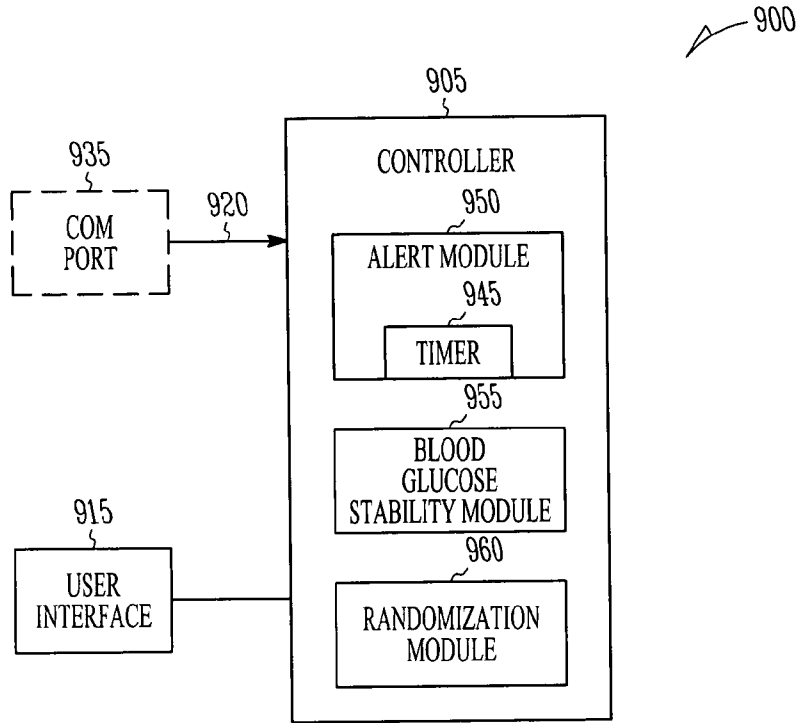 900
905
CONTROLLER
935
COM
PORT
920
950
ALERT MODULE
945
TIMER
955
BLOOD
GLUCOSE
STABILITY MODULE
915
USER
INTERFACE
960
RANDOMIZATION
MODULE